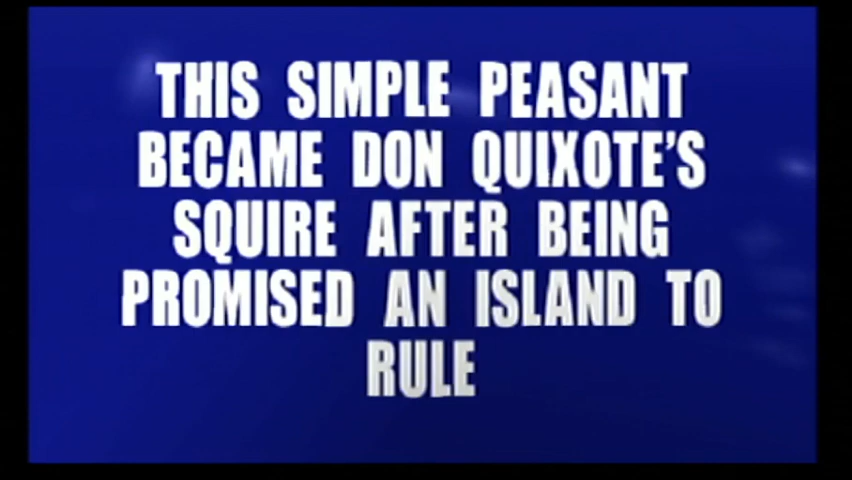 THIS SIMPLE PEASANT
BECAME DON QUIXOTE'S
SQUIRE AFTER BEING
PROMISED AN ISLAND TO
RULE